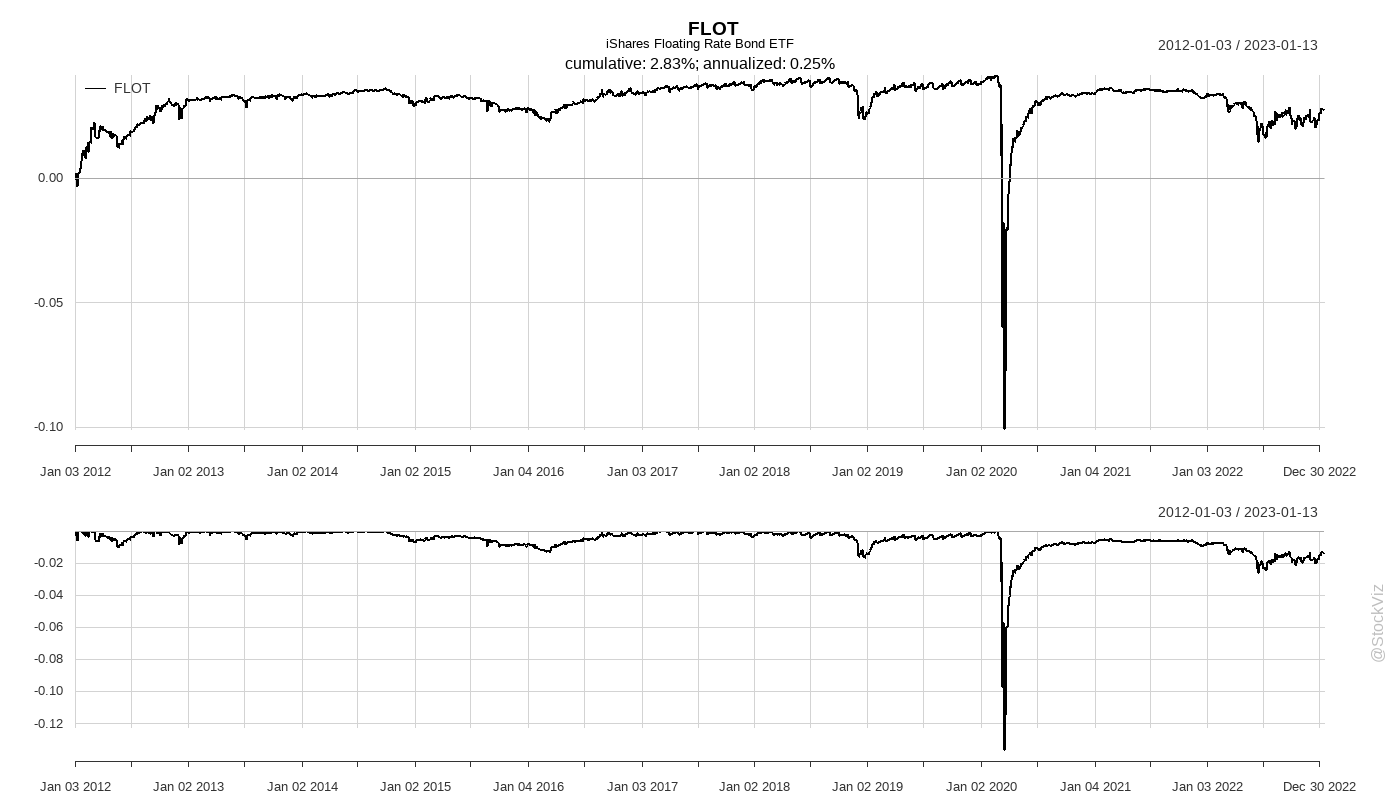 FLOT
iShares Floating Rate Bond ETF
cumulative: 2.83%; annualized: 0.25%
2012-01-03 / 2023-01-13
FLOT
0.00
-0.05
-0.10
Jan 03 2012 Jan 02 2013 Jan 02 2014 Jan 02 2015 Jan 04 2016 Jan 03 2017 Jan 02 2018 Jan 02 2019 Jan 02 2020 Jan 04 2021 Jan 03 2022 Dec 30 2022
2012-01-03 / 2023-01-13
-0.02
-0.04
-0.06
-0.08
-0.10
-0.12
Jan 03 2012 Jan 02 2013 Jan 02 2014 Jan 02 2015 Jan 04 2016 Jan 03 2017 Jan 02 2018 Jan 02 2019 Jan 02 2020 Jan 04 2021 Jan 03 2022 Dec 30 2022
@StockViz